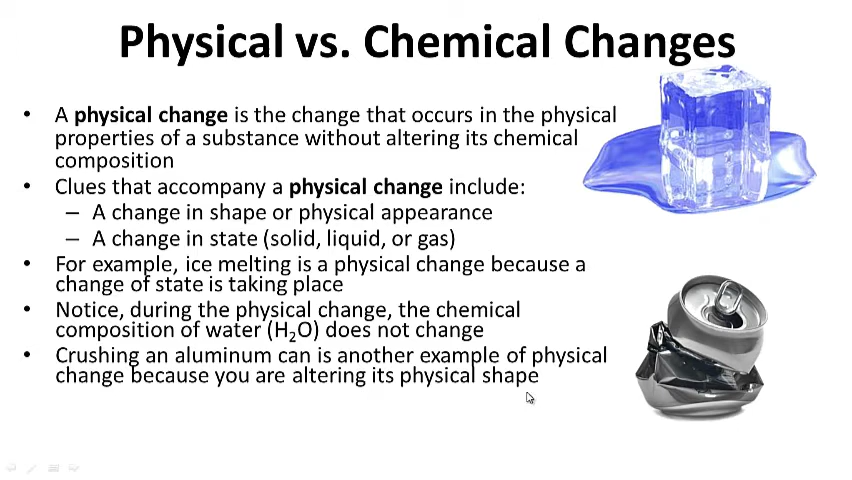 Physical vs. Chemical Changes
• A physical change is the change that occurs in the physical
properties of a substance without altering its chemical
composition
• Clues that accompany a physical change include:
– A change in shape or physical appearance
– A change in state (solid, liquid, or gas)
• For example, ice melting is a physical change because a
change of state is taking place
• Notice, during the physical change, the chemical
composition of water (H₂O) does not change
• Crushing an aluminum can is another example of physical
change because you are altering its physical shape